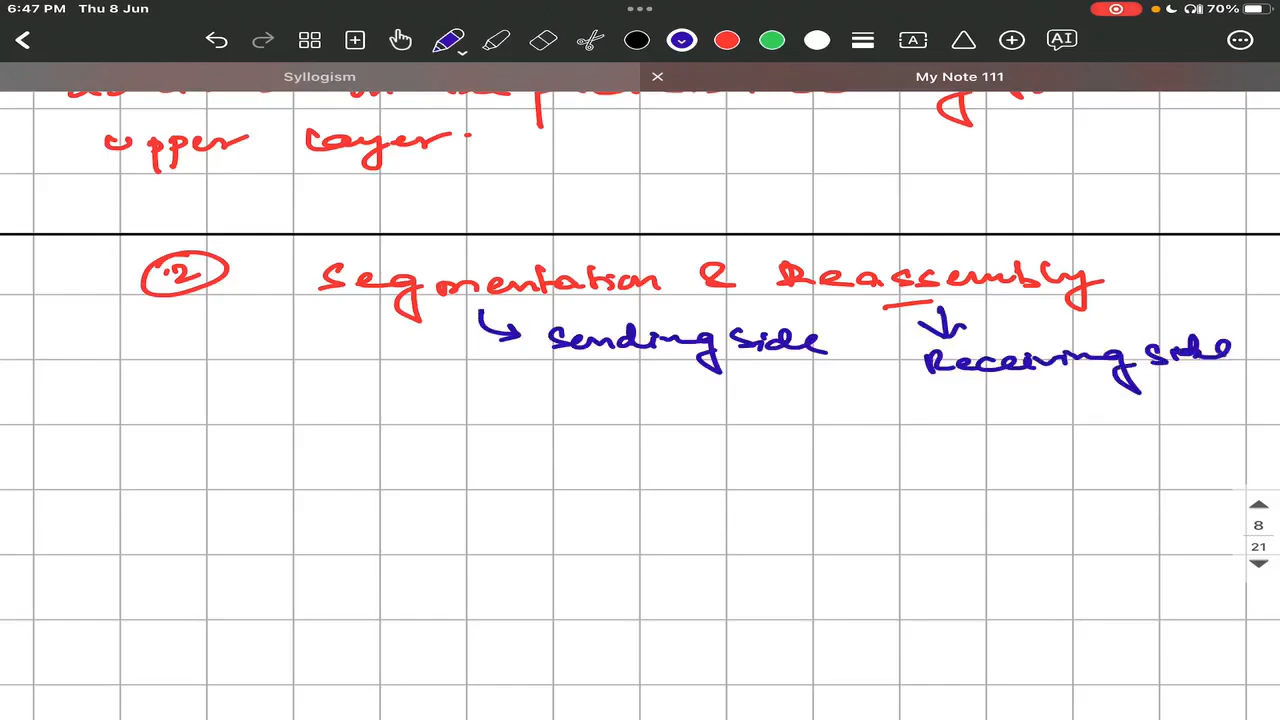 6:47 PM Thu 8 Jun
70%
A
AI
Syllogism
My Note 111
upper layer.
2 Segmentation & Reassembly
Sending side
Receiving side
8
21